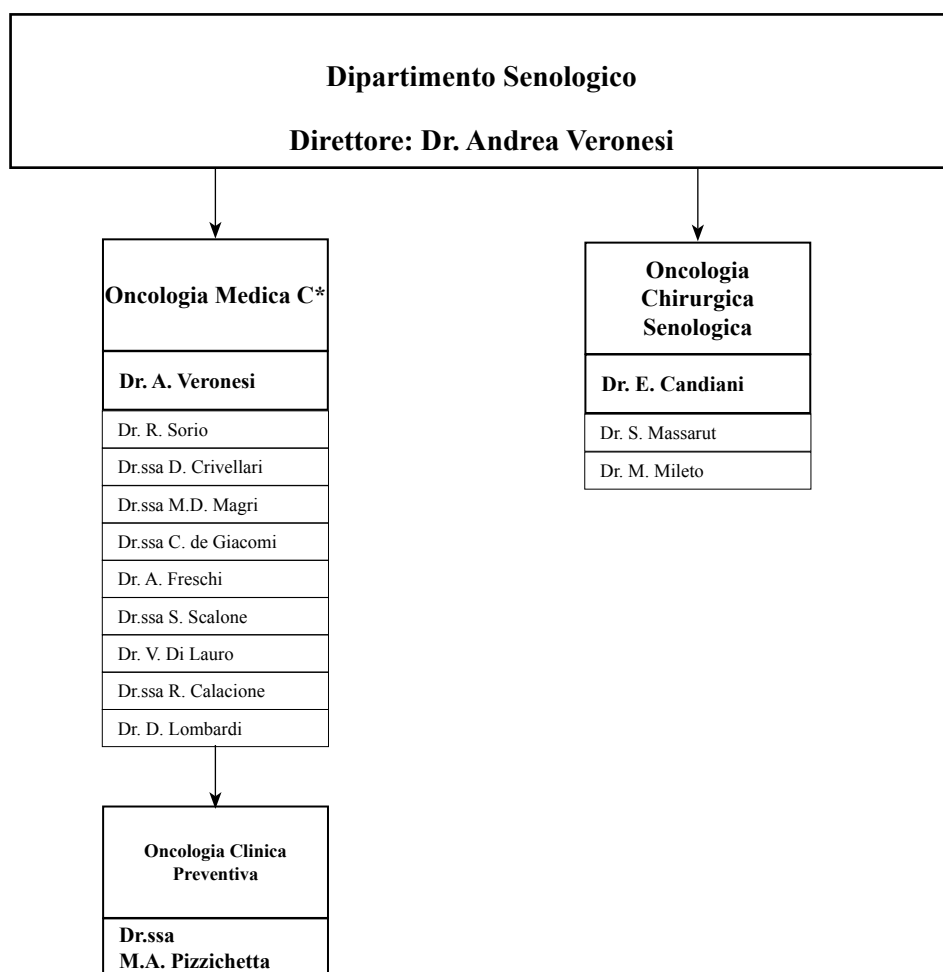 Dipartimento Senologico
Direttore: Dr. Andrea Veronesi
Oncologia Medica C*
Dr. A. Veronesi
Dr. R. Sorio
Dr.ssa D. Crivellari
Dr.ssa M.D. Magri
Dr.ssa C. de Giacomi
Dr. A. Freschi
Dr.ssa S. Scalone
Dr. V. Di Lauro
Dr.ssa R. Calacione
Dr. D. Lombardi
Oncologia Clinica
Preventiva
Dr.ssa
M.A. Pizzichetta
Oncologia
Chirurgica
Senologica
Dr. E. Candiani
Dr. S. Massarut
Dr. M. Mileto